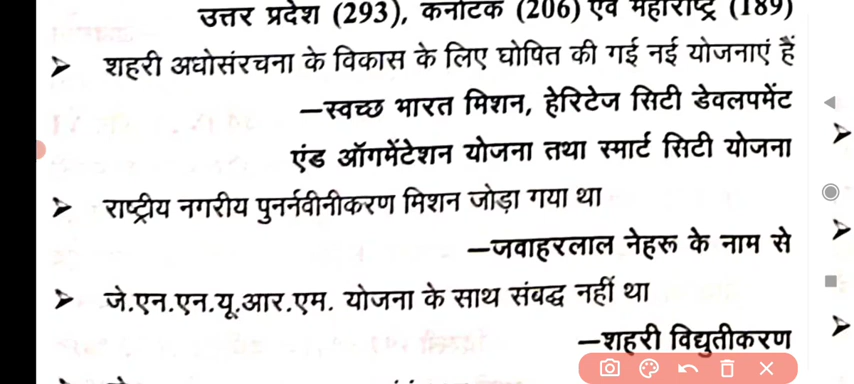 उत्तर प्रदेश (293), कर्नाटक (206) एवं महाराष्ट्र (189)
➢ शहरी अधोसंरचना के विकास के लिए घोषित की गई नई योजनाएं हैं
—स्वच्छ भारत मिशन, हेरिटेज सिटी डेवलपमेंट
एंड ऑगमेंटेशन योजना तथा स्मार्ट सिटी योजना
➢ राष्ट्रीय नगरीय पुनर्नवीनीकरण मिशन जोड़ा गया था
—जवाहरलाल नेहरू के नाम से
➢ जे.एन.एन.यू.आर.एम. योजना के साथ संबद्ध नहीं था
—शहरी विद्युतीकरण